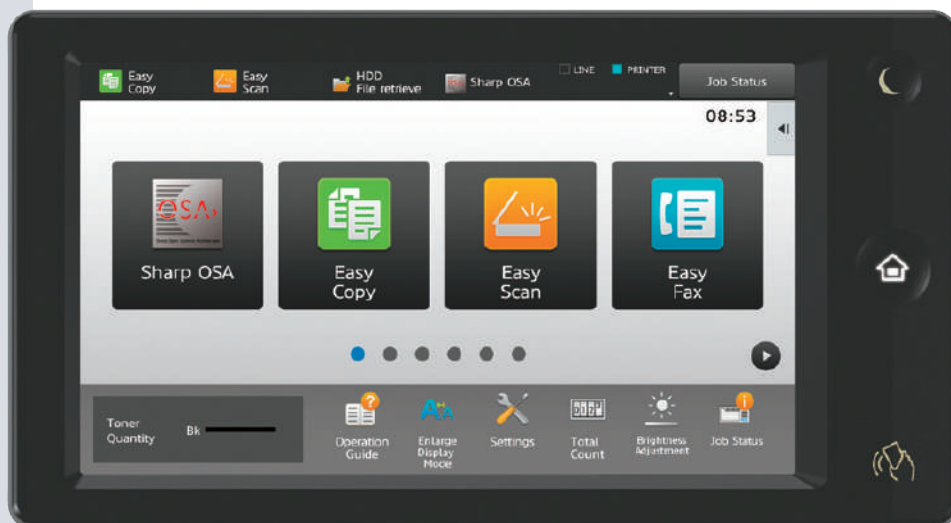 Easy
Copy
Easy
Scan
HDD
File retrieve
Sharp OSA
LINE
PRINTER
Job Status
08:53
OSA
Sharp OSA
Easy
Copy
Easy
Scan
Easy
Fax
Toner
Quantity
Bk
Operation
Guide
Enlarge
Display
Mode
Settings
Total
Count
Brightness
Adjustment
Job Status